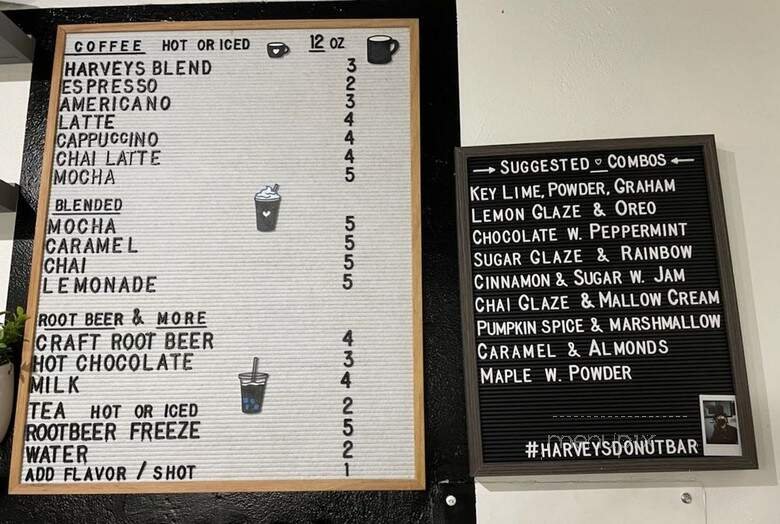 COFFEE HOT OR ICED 12 OZ
HARVEYS BLEND 3
ESPRESSO 2
AMERICANO 3
LATTE 4
CAPPUCCINO 4
CHAI LATTE 4
MOCHA 5
BLENDED
MOCHA 5
CARAMEL 5
CHAI 5
LEMONADE 5
ROOT BEER & MORE
CRAFT ROOT BEER 4
HOT CHOCOLATE 3
MILK 4
TEA HOT OR ICED 2
ROOTBEER FREEZE 5
WATER 2
ADD FLAVOR / SHOT 1
SUGGESTED COMBOS
KEY LIME, POWDER, GRAHAM
LEMON GLAZE & OREO
CHOCOLATE W. PEPPERMINT
SUGAR GLAZE & RAINBOW
CINNAMON & SUGAR W. JAM
CHAI GLAZE & MALLOW CREAM
PUMPKIN SPICE & MARSHMALLOW
CARAMEL & ALMONDS
MAPLE W. POWDER
menupix
#HARVEYSDONUTBAR